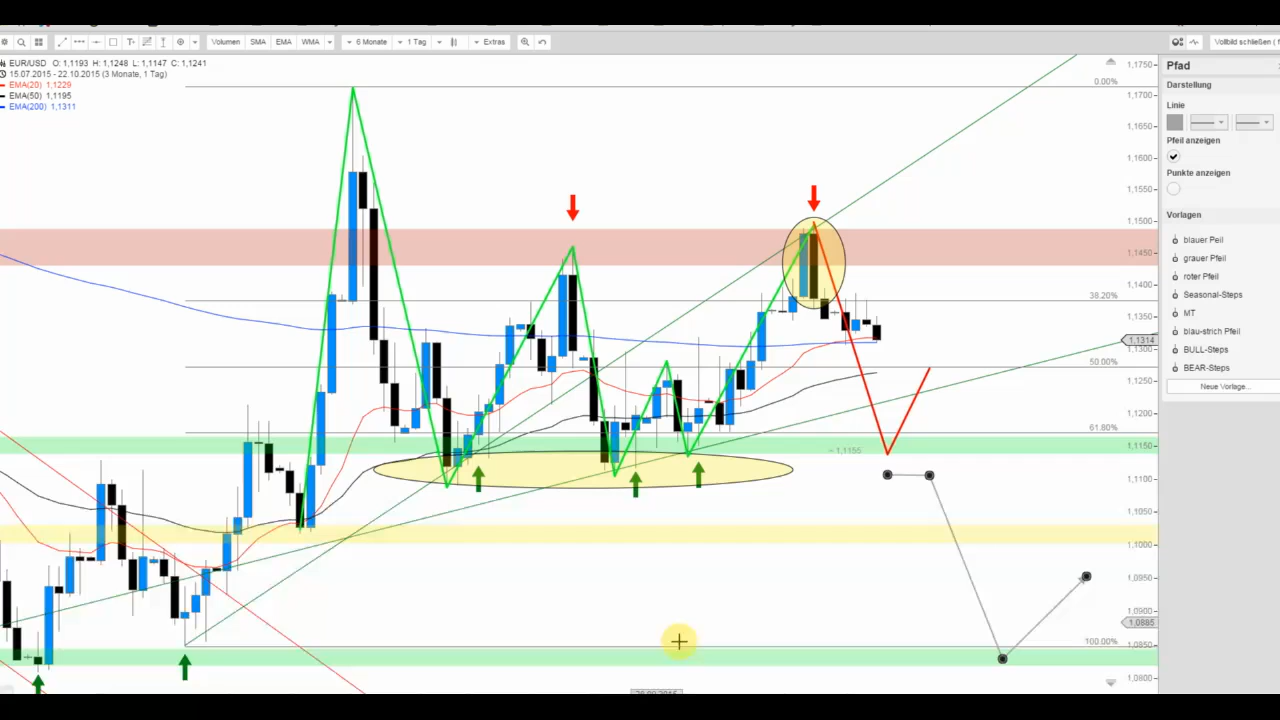 Volumen SMA EMA WMA 6 Monate 1 Tag Extras Vollbild schließen (
EUR/USD O: 1,1193 H: 1,1248 L: 1,1147 C: 1,1241
15.07.2015 - 22.10.2015 (3 Monate, 1 Tag)
EMA(20) 1,1229
EMA(50) 1,1195
EMA(200) 1,1311
0.00%
38.20%
50.00%
61.80%
~ 1,1155
100.00%
1,1750
1,1700
1,1650
1,1600
1,1550
1,1500
1,1450
1,1400
1,1350
1,1314
1,1300
1,1250
1,1200
1,1150
1,1100
1,1050
1,1000
1,0950
1,0900
1,0885
1,0850
1,0800
Pfad
Darstellung
Linie
Pfeil anzeigen
Punkte anzeigen
Vorlagen
blauer Peil
grauer Pfeil
roter Pfeil
Seasonal-Steps
MT
blau-strich Pfeil
BULL-Steps
BEAR-Steps
Neue Vorlage...